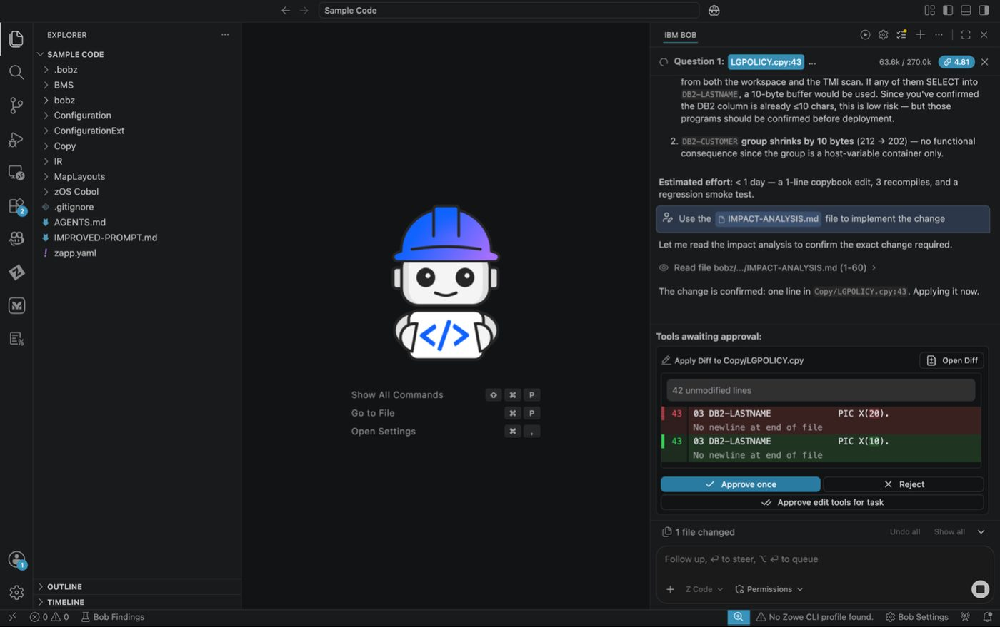 Sample Code
EXPLORER
SAMPLE CODE
.bobz
BMS
bobz
Configuration
ConfigurationExt
Copy
IR
MapLayouts
zOS Cobol
.gitignore
AGENTS.md
IMPROVED-PROMPT.md
! zapp.yaml
OUTLINE
TIMELINE
2
1
</>
Show All Commands ⌘ P
Go to File ⌘ P
Open Settings ⌘ ,
IBM BOB
Question 1: LGPOLICY.cpy:43 ... 63.6k / 270.0k 4.81
from both the workspace and the TMI scan. If any of them SELECT into
DB2-LASTNAME, a 10-byte buffer would be used. Since you've confirmed
the DB2 column is already ≤10 chars, this is low risk — but those
programs should be confirmed before deployment.
2. DB2-CUSTOMER group shrinks by 10 bytes (212 → 202) — no functional
consequence since the group is a host-variable container only.
Estimated effort: < 1 day — a 1-line copybook edit, 3 recompiles, and a
regression smoke test.
Use the IMPACT-ANALYSIS.md file to implement the change
Let me read the impact analysis to confirm the exact change required.
Read file bobz/.../IMPACT-ANALYSIS.md (1-60)
The change is confirmed: one line in Copy/LGPOLICY.cpy:43. Applying it now.
Tools awaiting approval:
Apply Diff to Copy/LGPOLICY.cpy Open Diff
42 unmodified lines
43 03 DB2-LASTNAME PIC X(20).
No newline at end of file
43 03 DB2-LASTNAME PIC X(10).
No newline at end of file
Approve once Reject
Approve edit tools for task
1 file changed Undo all Show all
Follow up, ⏎ to steer, ⌥ ⏎ to queue
+ Z Code Permissions
0 0 Bob Findings No Zowe CLI profile found. Bob Settings